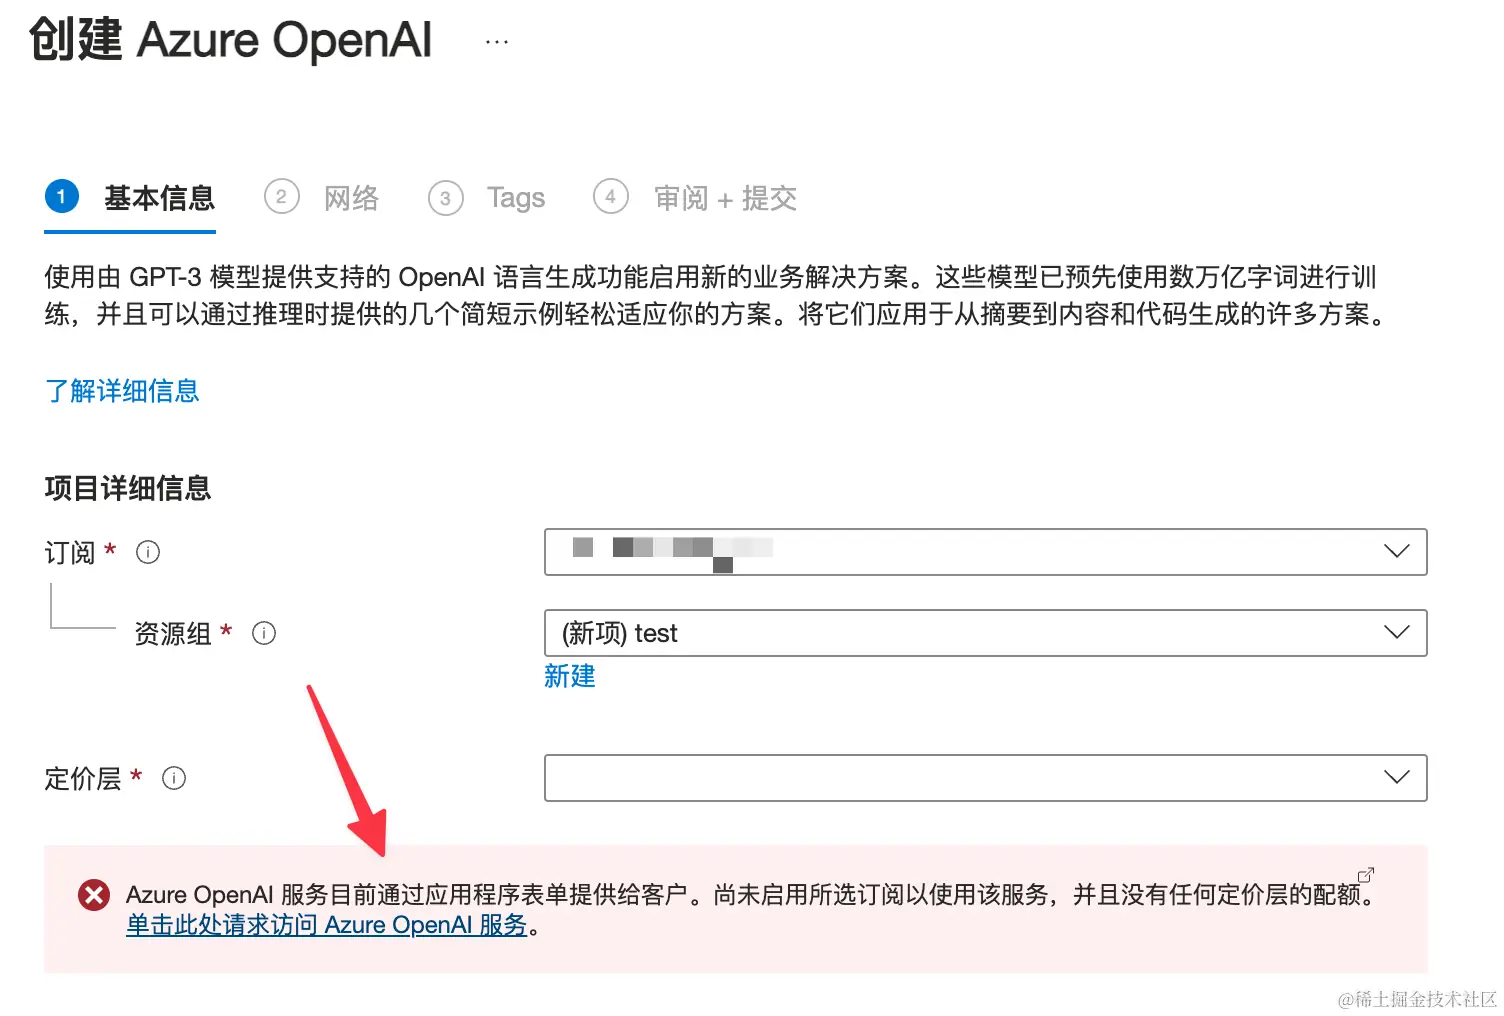 创建 Azure OpenAI ...
1 基本信息 2 网络 3 Tags 4 审阅 + 提交
使用由 GPT-3 模型提供支持的 OpenAI 语言生成功能启用新的业务解决方案。这些模型已预先使用数万亿字词进行训
练，并且可以通过推理时提供的几个简短示例轻松适应你的方案。将它们应用于从摘要到内容和代码生成的许多方案。
了解详细信息
项目详细信息
订阅 *
资源组 * (新项) test
新建
定价层 *
Azure OpenAI 服务目前通过应用程序表单提供给客户。尚未启用所选订阅以使用该服务，并且没有任何定价层的配额。
单击此处请求访问 Azure OpenAI 服务。
@稀土掘金技术社区